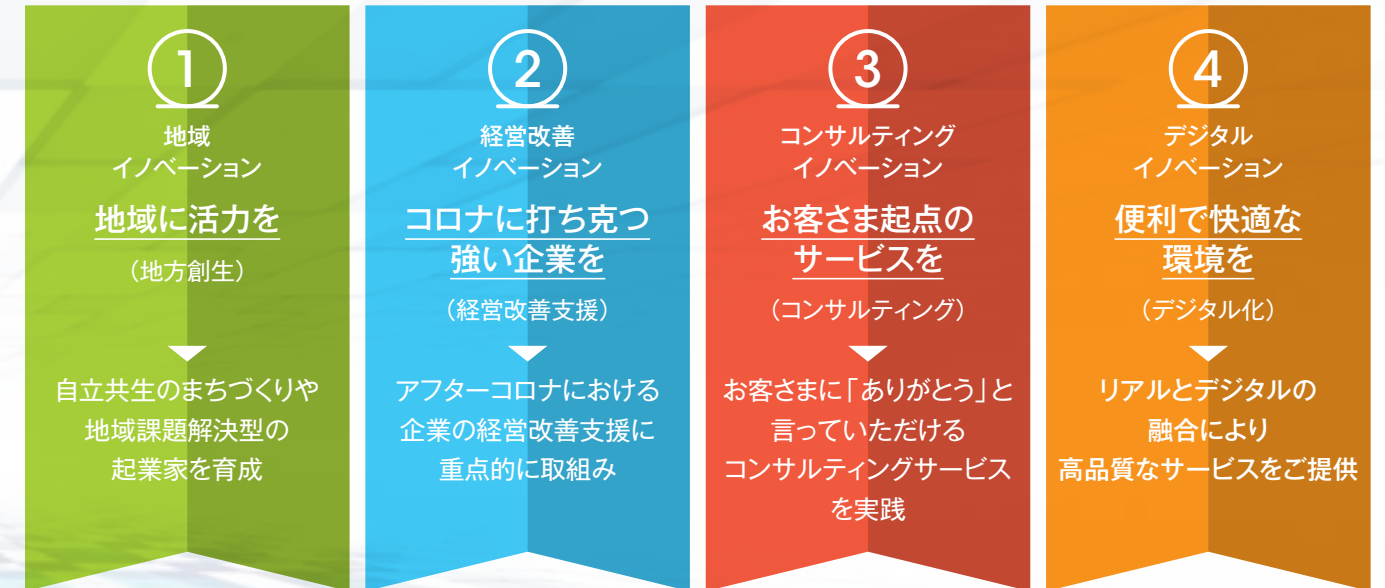 1
地域
イノベーション
地域に活力を
（地方創生）
自立共生のまちづくりや
地域課題解決型の
起業家を育成
2
経営改善
イノベーション
コロナに打ち克つ
強い企業を
（経営改善支援）
アフターコロナにおける
企業の経営改善支援に
重点的に取組み
3
コンサルティング
イノベーション
お客さま起点の
サービスを
（コンサルティング）
お客さまに「ありがとう」と
言っていただける
コンサルティングサービス
を実践
4
デジタル
イノベーション
便利で快適な
環境を
（デジタル化）
リアルとデジタルの
融合により
高品質なサービスをご提供